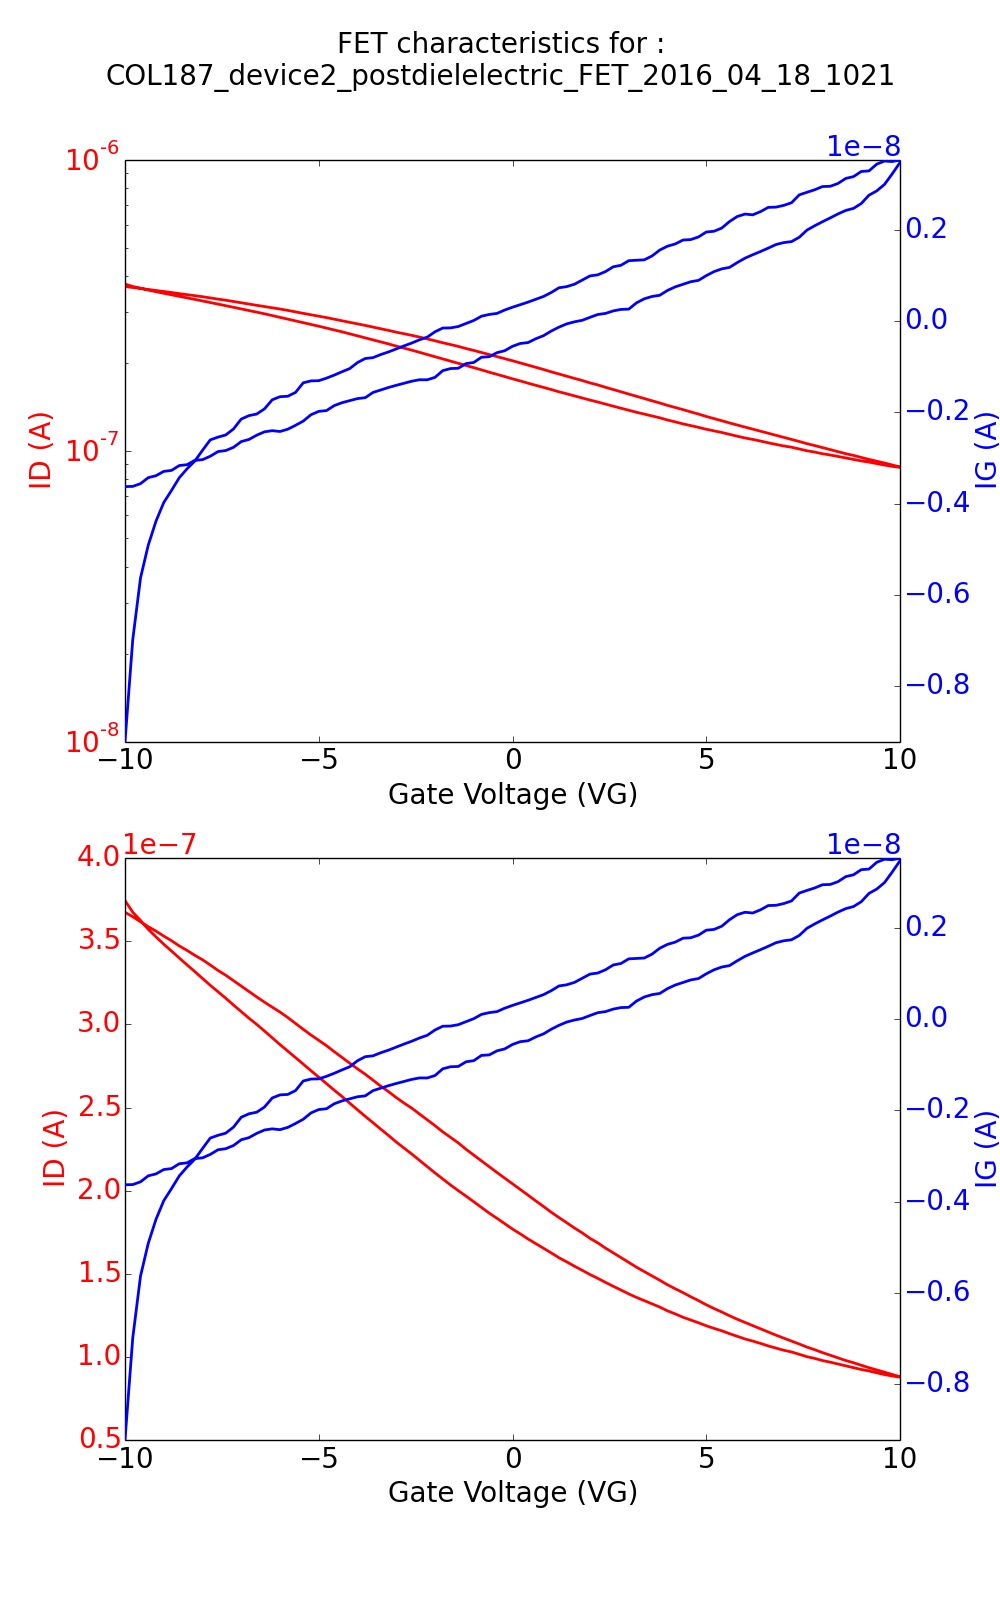 FET characteristics for :
COL187_device2_postdielelectric_FET_2016_04_18_1021
1e−8
10-6
10-7
10-8
ID (A)
0.2
0.0
−0.2
−0.4
−0.6
−0.8
IG (A)
−10 −5 0 5 10
Gate Voltage (VG)
1e−7 1e−8
4.0
3.5
3.0
2.5
2.0
1.5
1.0
0.5
ID (A)
0.2
0.0
−0.2
−0.4
−0.6
−0.8
IG (A)
−10 −5 0 5 10
Gate Voltage (VG)